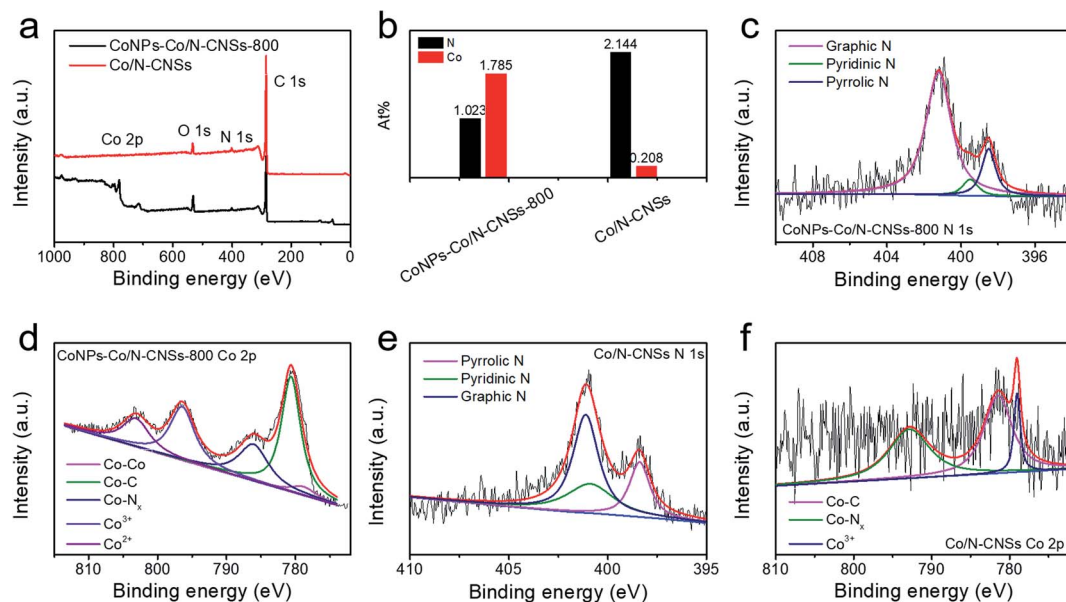 a
CoNPs-Co/N-CNSs-800
Co/N-CNSs
C 1s
Co 2p
O 1s
N 1s
Intensity (a.u.)
1000 800 600 400 200 0
Binding energy (eV)
b
N
Co
2.144
1.785
1.023
0.208
At%
CoNPs-Co/N-CNSs-800
Co/N-CNSs
c
Graphic N
Pyridinic N
Pyrrolic N
Intensity (a.u.)
CoNPs-Co/N-CNSs-800 N 1s
408 404 400 396
Binding energy (eV)
d
CoNPs-Co/N-CNSs-800 Co 2p
Intensity (a.u.)
Co-Co
Co-C
Co-Nx
Co3+
Co2+
810 800 790 780
Binding energy (eV)
e
Pyrrolic N
Pyridinic N
Graphic N
Co/N-CNSs N 1s
Intensity (a.u.)
410 405 400 395
Binding energy (eV)
f
Intensity (a.u.)
Co-C
Co-Nx
Co3+
Co/N-CNSs Co 2p
810 800 790 780
Binding energy (eV)